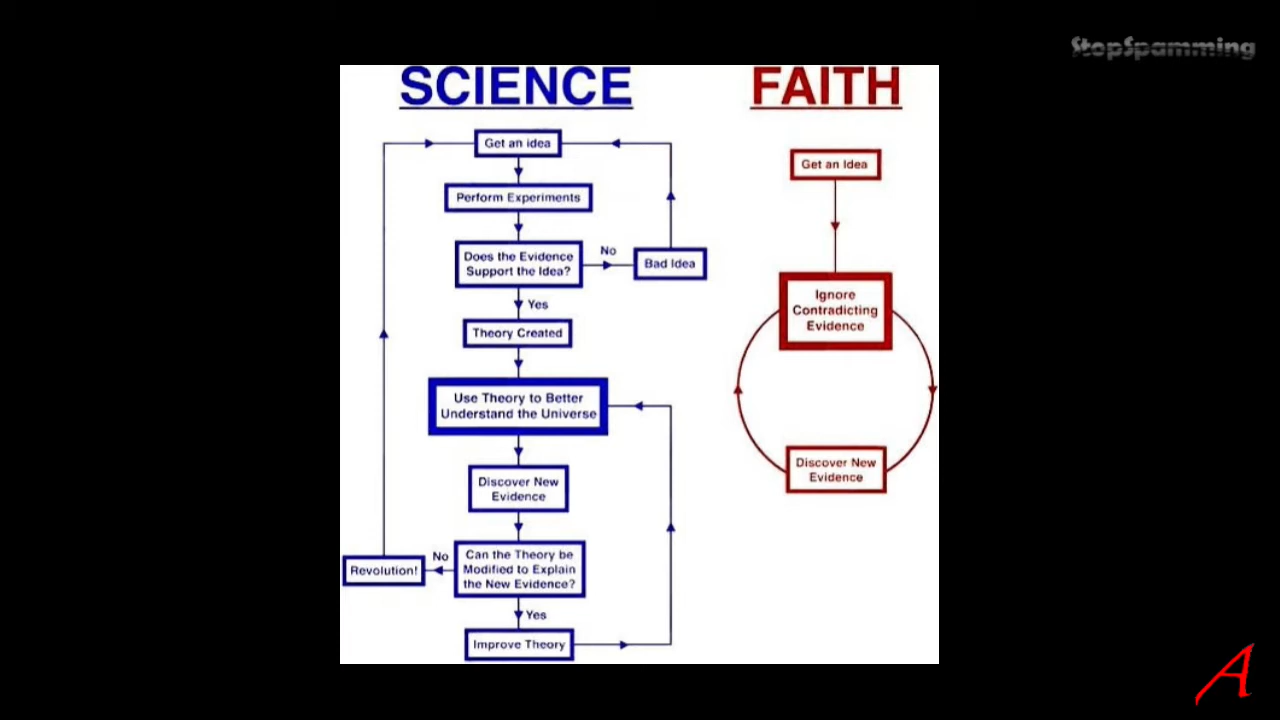 StopSpamming
SCIENCE
Get an idea
Perform Experiments
Does the Evidence
Support the Idea?
No
Bad Idea
Yes
Theory Created
Use Theory to Better
Understand the Universe
Discover New
Evidence
Can the Theory be
Modified to Explain
the New Evidence?
No
Revolution!
Yes
Improve Theory
FAITH
Get an Idea
Ignore
Contradicting
Evidence
Discover New
Evidence
A